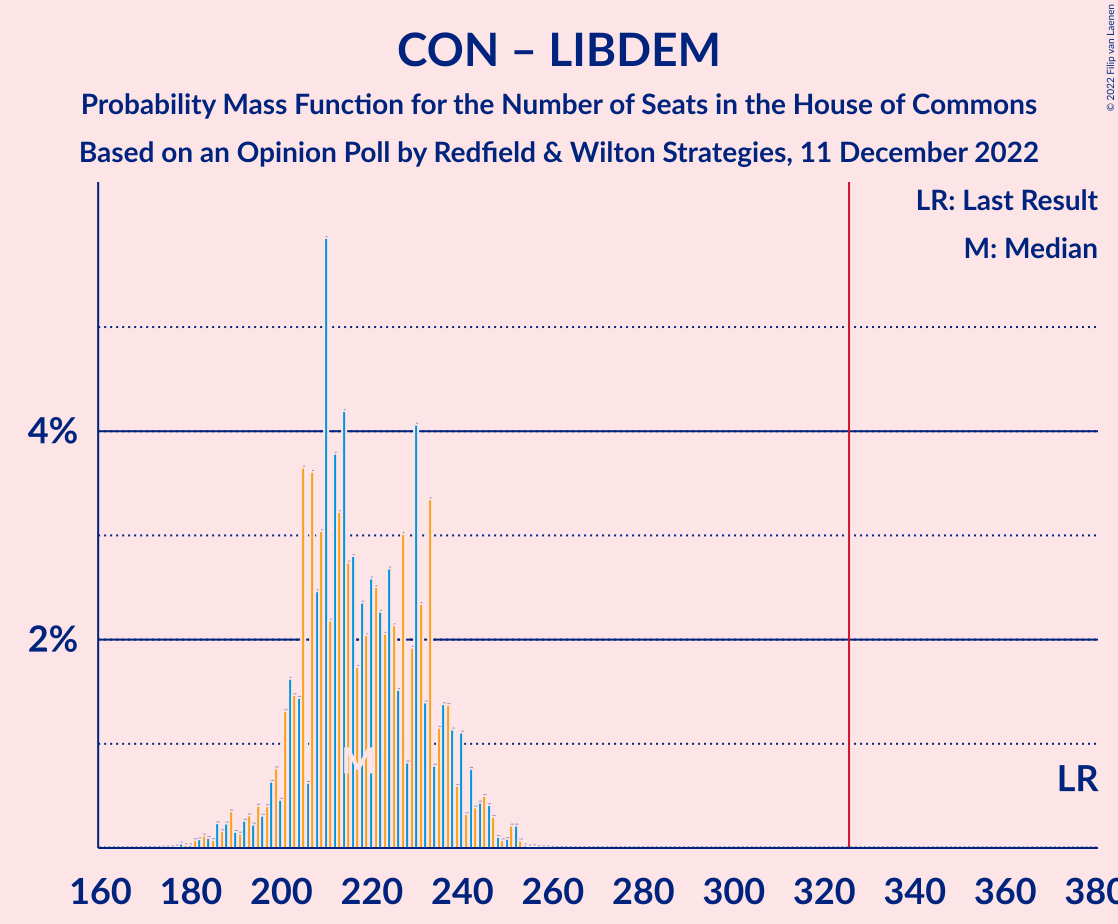 CON – LIBDEM
Probability Mass Function for the Number of Seats in the House of Commons
Based on an Opinion Poll by Redfield & Wilton Strategies, 11 December 2022
© 2022 Filip van Laenen
LR: Last Result
M: Median
4%
2%
M
LR
160 180 200 220 240 260 280 300 320 340 360 380